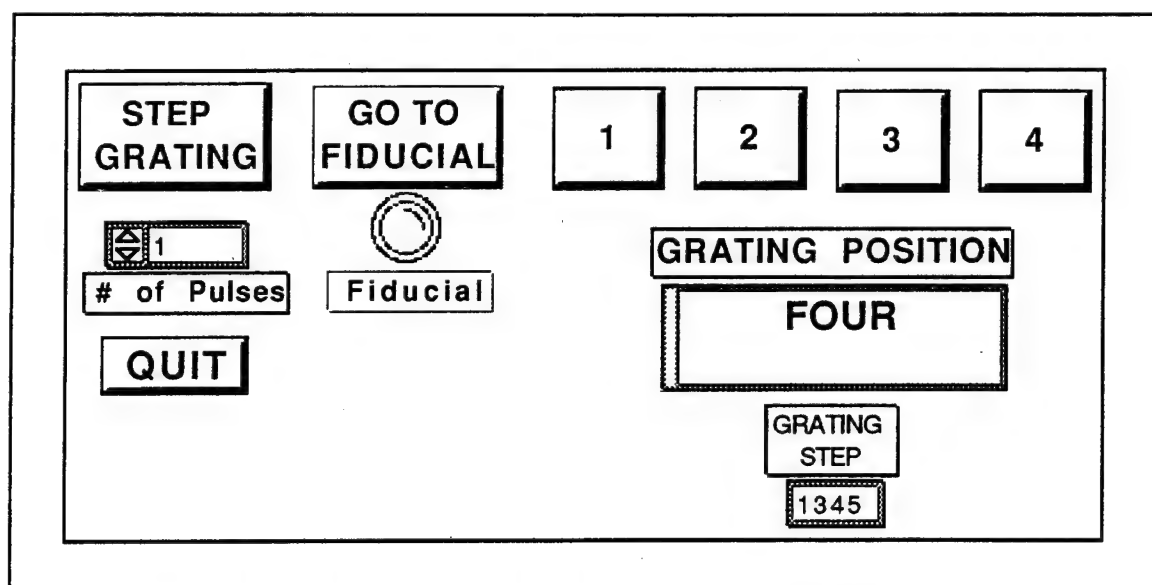 STEP
GRATING
GO TO
FIDUCIAL
1
2
3
4
1
# of Pulses
Fiducial
QUIT
GRATING POSITION
FOUR
GRATING
STEP
1345